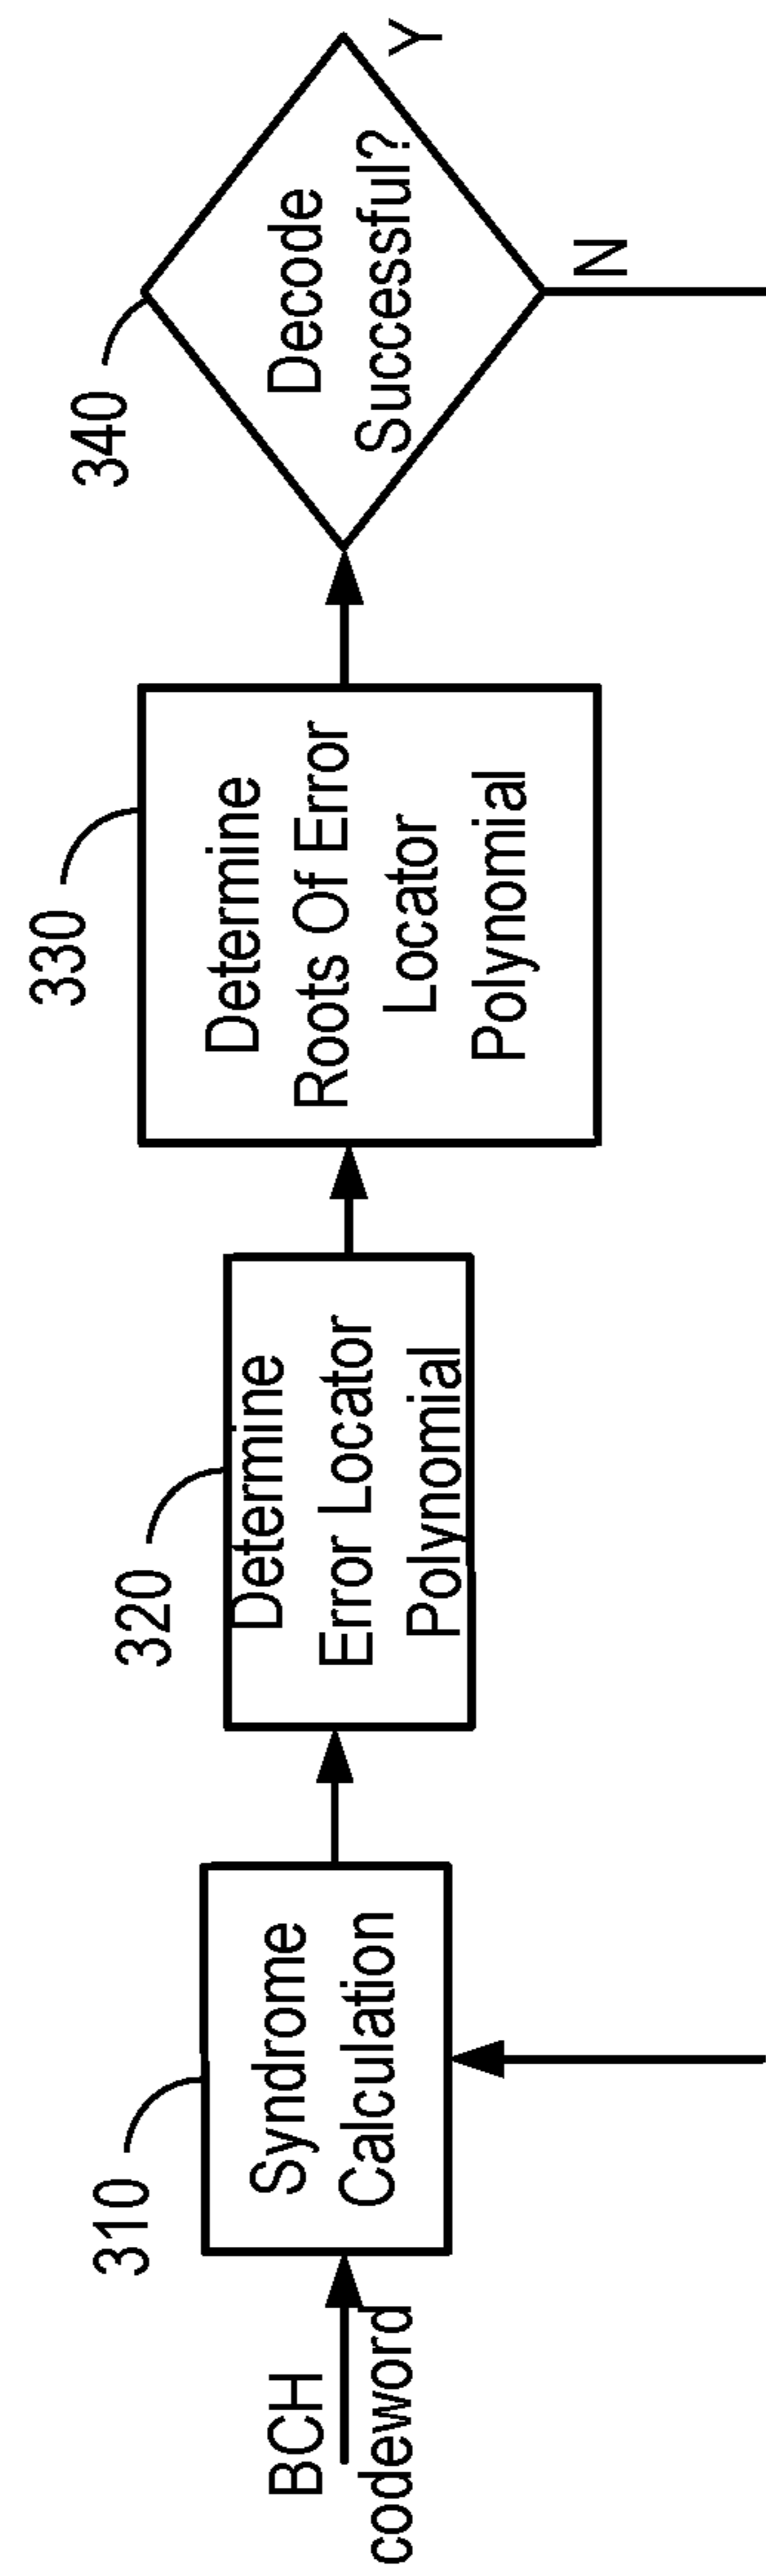 BCH
codeword
310
Syndrome
Calculation
320
Determine
Error Locator
Polynomial
330
Determine
Roots Of Error
Locator
Polynomial
340
Decode
Successful?
Y
N